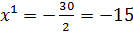 x¹ = −30/2 = −15